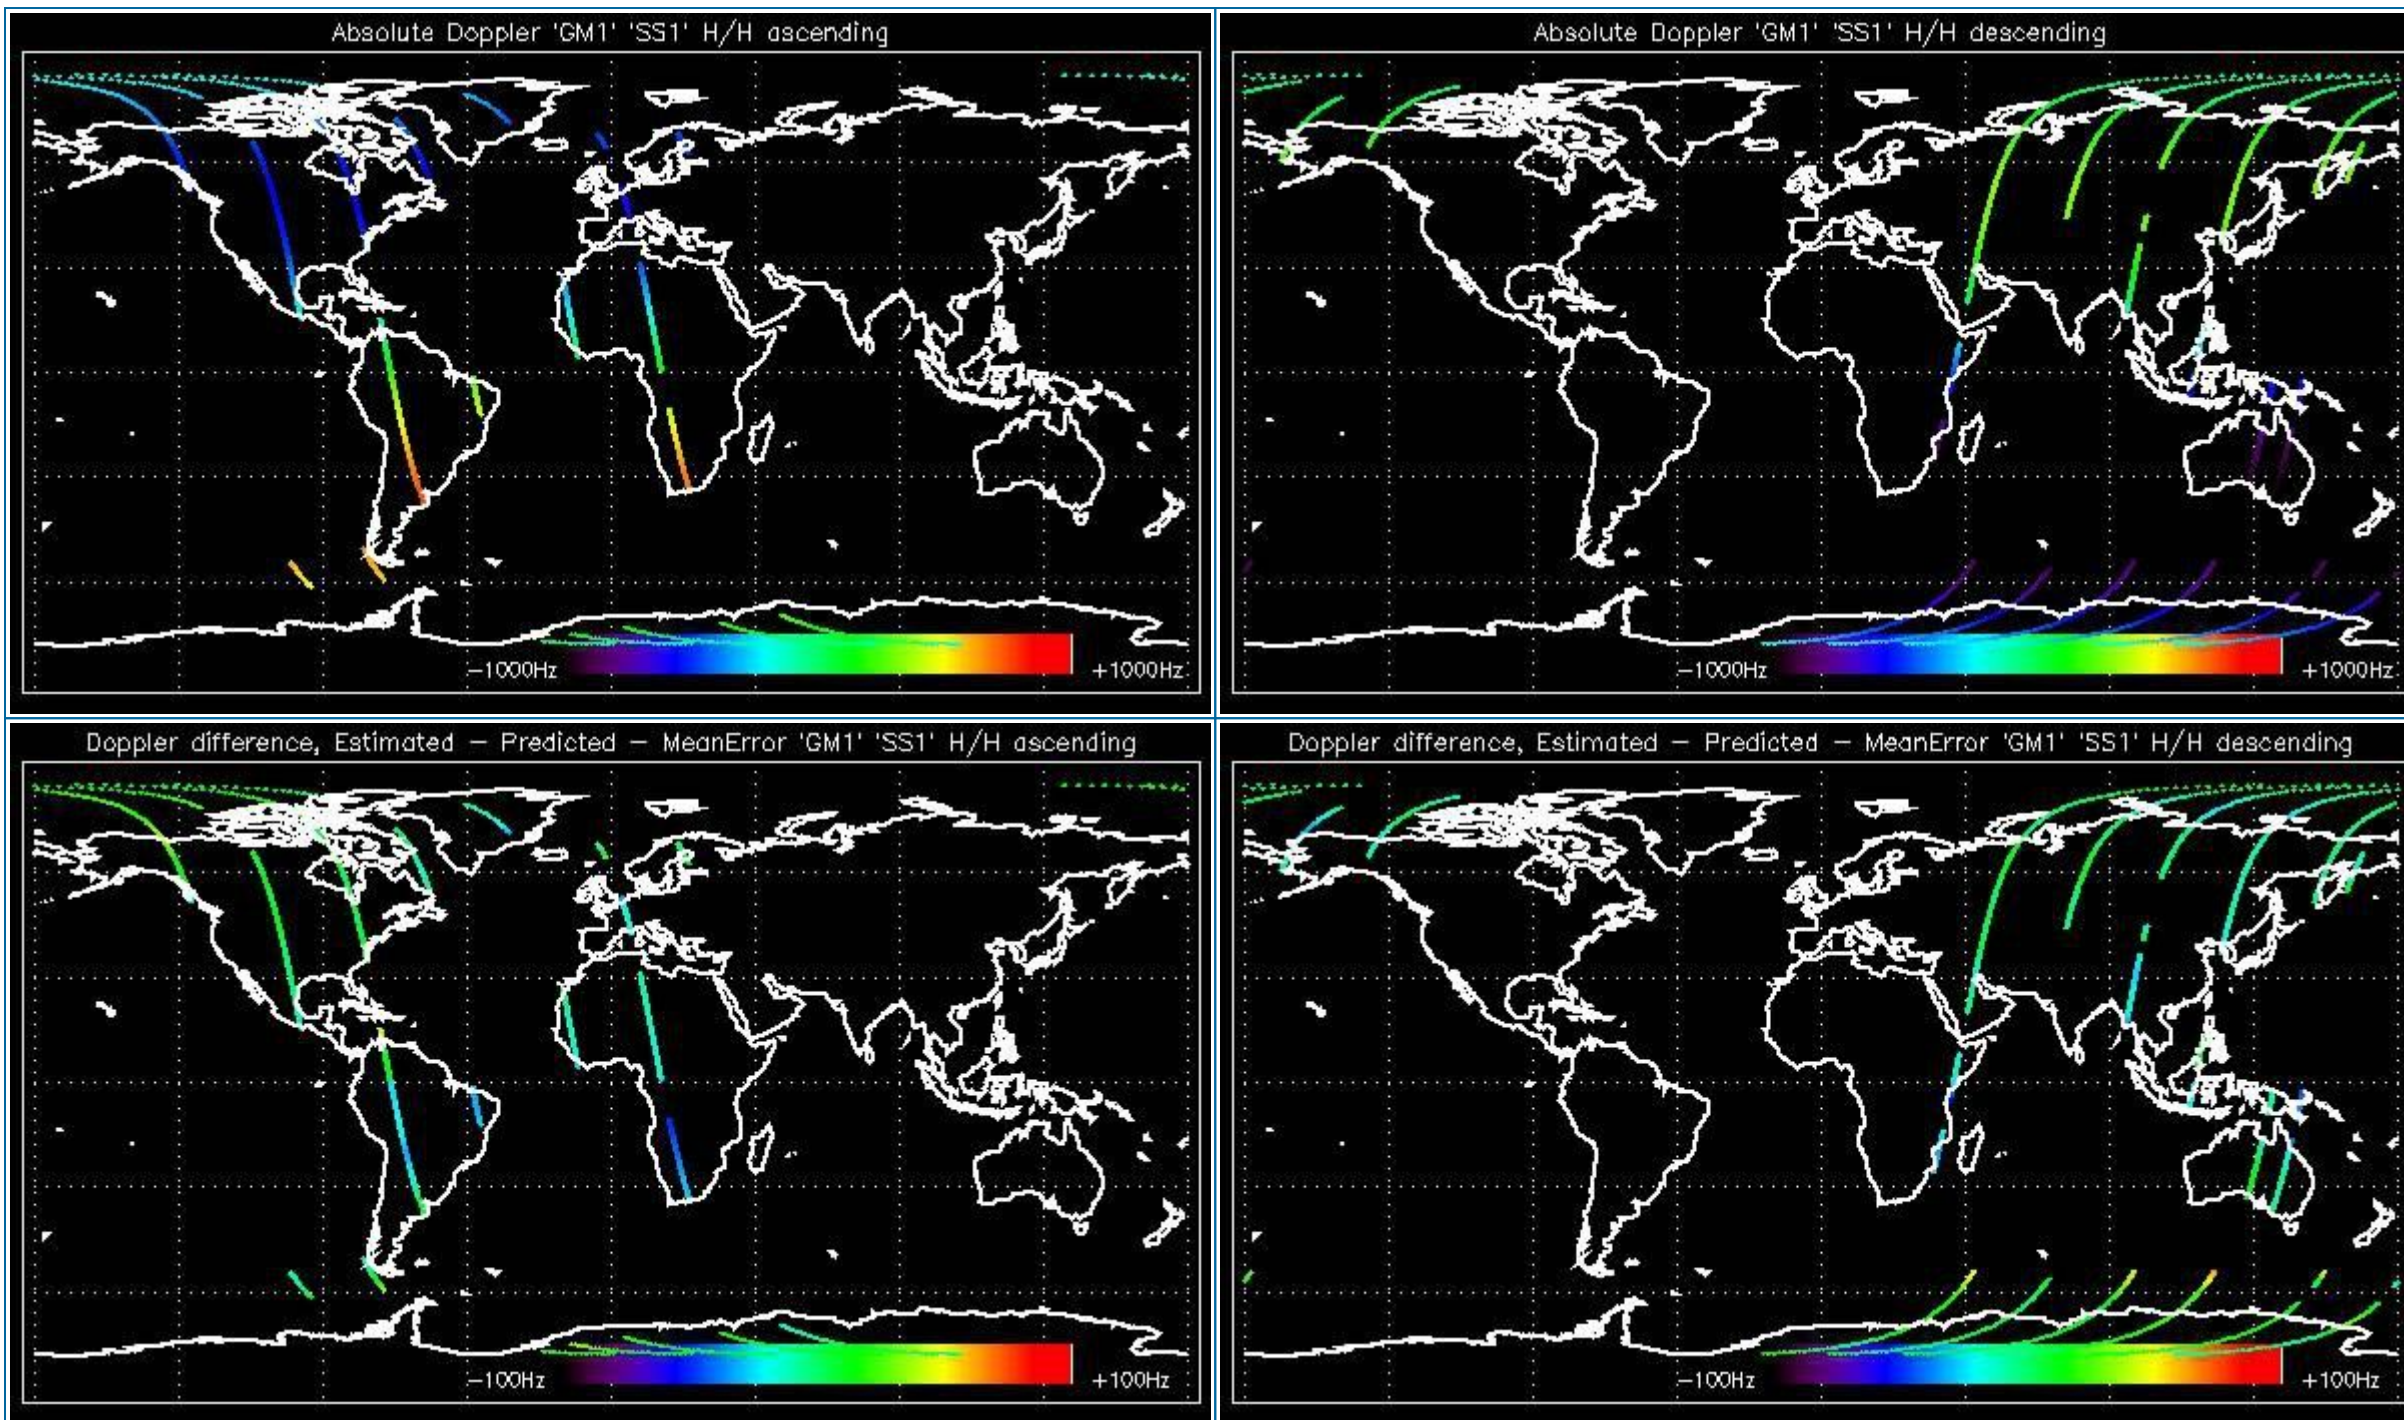 Absolute Doppler 'GM1' 'SS1' H/H ascending
-1000Hz
+1000Hz
Absolute Doppler 'GM1' 'SS1' H/H descending
-1000Hz
+1000Hz
Doppler difference, Estimated - Predicted - MeanError 'GM1' 'SS1' H/H ascending
-100Hz
+100Hz
Doppler difference, Estimated - Predicted - MeanError 'GM1' 'SS1' H/H descending
-100Hz
+100Hz